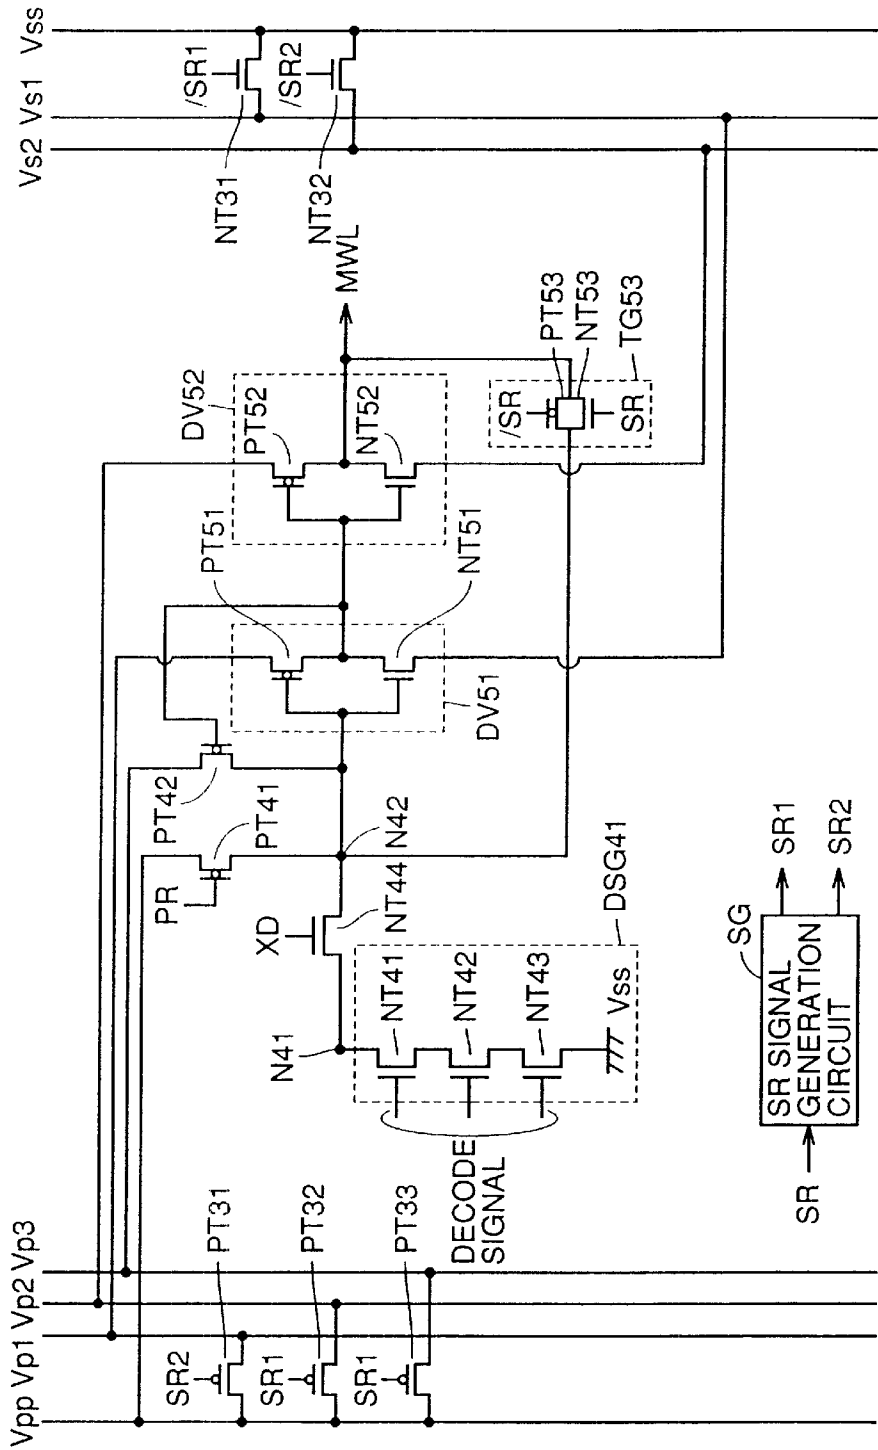 Vpp Vp1 Vp2 Vp3
SR2
PT31
SR1
PT32
SR1
PT33
DECODE
SIGNAL
N41
NT41
NT42
NT43
Vss
DSG41
XD
NT44
N42
PR
PT41
PT42
PT51
NT51
DV51
DV52
PT52
NT52
MWL
/SR
PT53
NT53
TG53
SR
Vs2 Vs1 Vss
/SR1
NT31
/SR2
NT32
SR
SR SIGNAL
GENERATION
CIRCUIT
SG
SR1
SR2